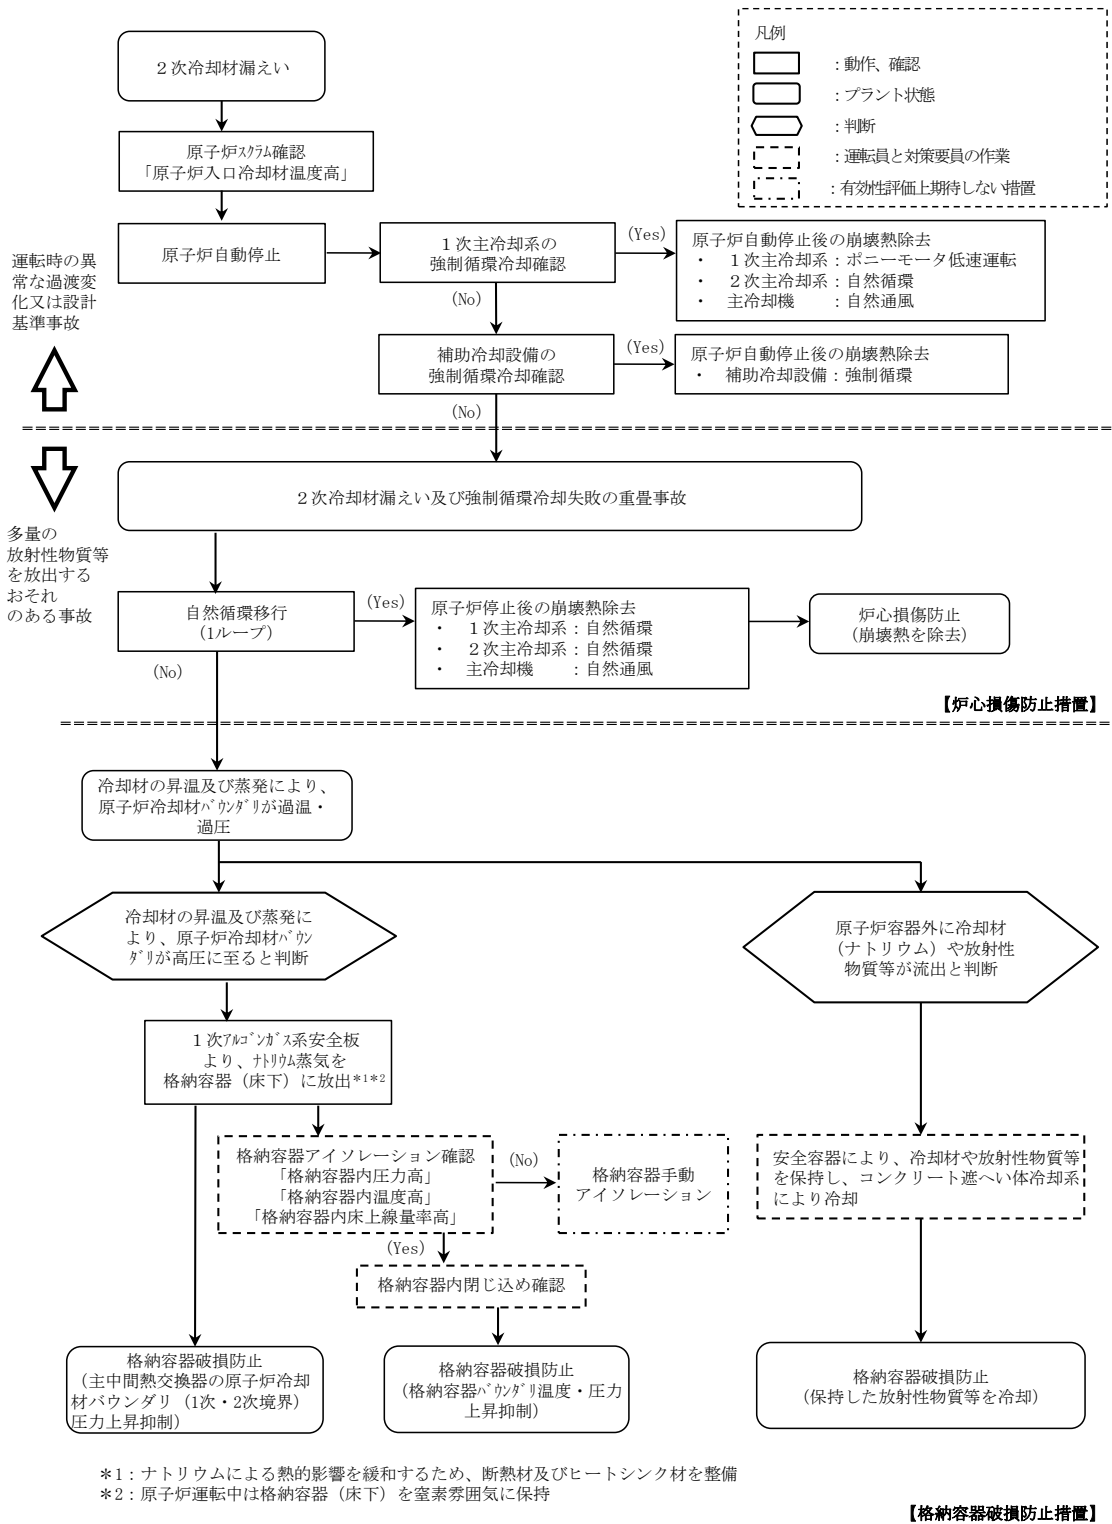 凡例
：動作、確認
：プラント状態
：判断
：運転員と対策要員の作業
：有効性評価上期待しない措置
２次冷却材漏えい
原子炉ｽｸﾗﾑ確認
「原子炉入口冷却材温度高」
原子炉自動停止
１次主冷却系の
強制循環冷却確認
(Yes)
原子炉自動停止後の崩壊熱除去
・　１次主冷却系：ポニーモータ低速運転
・　２次主冷却系：自然循環
・　主冷却機　　：自然通風
(No)
補助冷却設備の
強制循環冷却確認
(Yes)
原子炉自動停止後の崩壊熱除去
・　補助冷却設備：強制循環
(No)
運転時の異
常な過渡変
化又は設計
基準事故
多量の
放射性物質等
を放出する
おそれ
のある事故
２次冷却材漏えい及び強制循環冷却失敗の重畳事故
自然循環移行
(1ループ)
(Yes)
原子炉停止後の崩壊熱除去
・　１次主冷却系：自然循環
・　２次主冷却系：自然循環
・　主冷却機　　：自然通風
炉心損傷防止
(崩壊熱を除去)
(No)
【炉心損傷防止措置】
冷却材の昇温及び蒸発により、
原子炉冷却材ﾊﾞｳﾝﾀﾞﾘが過温・
過圧
冷却材の昇温及び蒸発に
より、原子炉冷却材ﾊﾞｳﾝ
ﾀﾞﾘが高圧に至ると判断
原子炉容器外に冷却材
（ナトリウム）や放射性
物質等が流出と判断
１次ｱﾙｺﾞﾝｶﾞｽ系安全板
より、ﾅﾄﾘｳﾑ蒸気を
格納容器（床下）に放出*1*2
格納容器アイソレーション確認
「格納容器内圧力高」
「格納容器内温度高」
「格納容器内床上線量率高」
(No)
格納容器手動
アイソレーション
(Yes)
格納容器内閉じ込め確認
安全容器により、冷却材や放射性物質等
を保持し、コンクリート遮へい体冷却系
により冷却
格納容器破損防止
(主中間熱交換器の原子炉冷却
材バウンダリ（1次・2次境界）
圧力上昇抑制)
格納容器破損防止
(格納容器ﾊﾞｳﾝﾀﾞﾘ温度・圧力
上昇抑制)
格納容器破損防止
(保持した放射性物質等を冷却)
＊1：ナトリウムによる熱的影響を緩和するため、断熱材及びヒートシンク材を整備
＊2：原子炉運転中は格納容器（床下）を窒素雰囲気に保持
【格納容器破損防止措置】